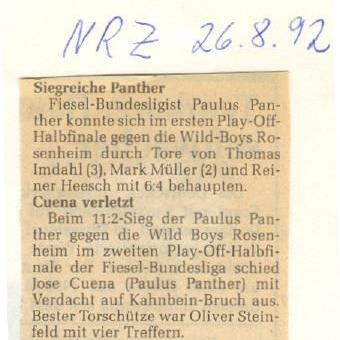 NRZ 26.8.92
Siegreiche Panther
Fiesel-Bundesligist Paulus Pan-
ther konnte sich im ersten Play-Off-
Halbfinale gegen die Wild-Boys Ro-
senheim durch Tore von Thomas
Imdahl (3), Mark Müller (2) und Rei-
ner Heesch mit 6:4 behaupten.
Cuena verletzt
Beim 11:2-Sieg der Paulus Pan-
ther gegen die Wild Boys Rosen-
heim im zweiten Play-Off-Halbfi-
nale der Fiesel-Bundesliga schied
Jose Cuena (Paulus Panther) mit
Verdacht auf Kahnbein-Bruch aus.
Bester Torschütze war Oliver Stein-
feld mit vier Treffern.